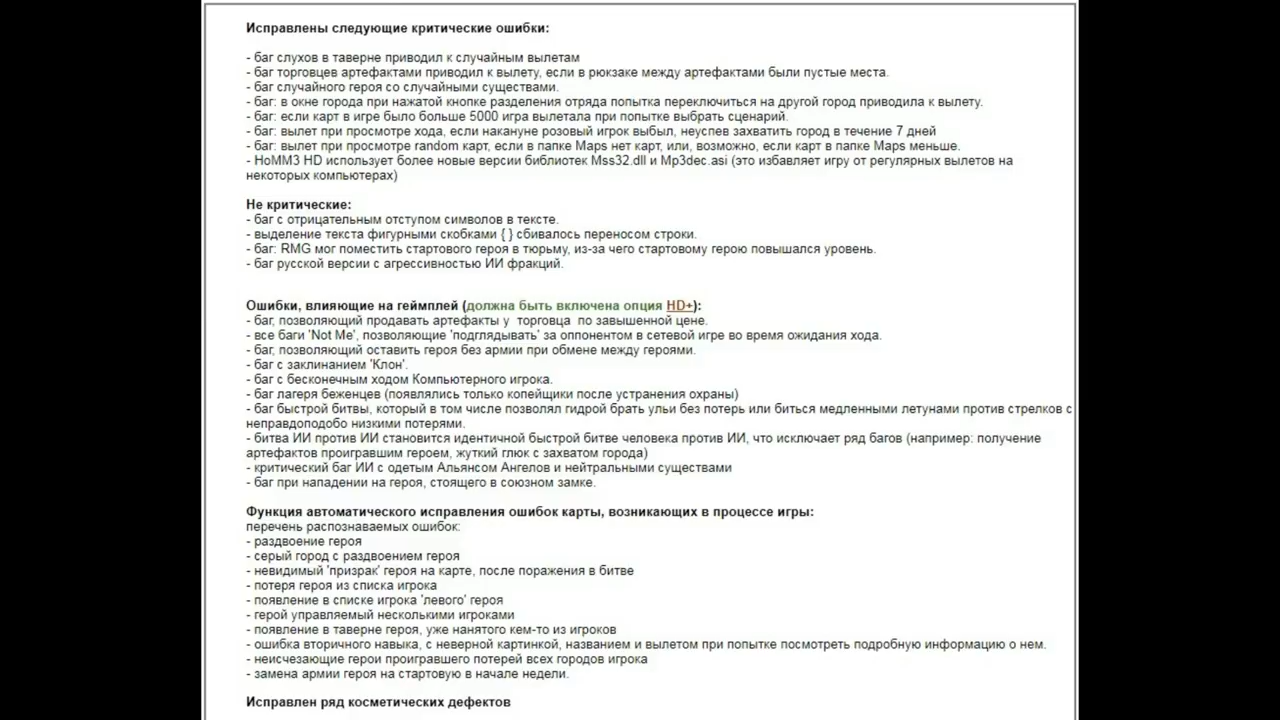 Исправлены следующие критические ошибки:
- баг слухов в таверне приводил к случайным вылетам
- баг торговцев артефактами приводил к вылету, если в рюкзаке между артефактами были пустые места.
- баг случайного героя со случайными существами.
- баг: в окне города при нажатой кнопке разделения отряда попытка переключиться на другой город приводила к вылету.
- баг: если карт в игре было больше 5000 игра вылетала при попытке выбрать сценарий.
- баг: вылет при просмотре хода, если накануне розовый игрок выбыл, неуспев захватить город в течение 7 дней
- баг: вылет при просмотре random карт, если в папке Maps нет карт, или, возможно, если карт в папке Maps меньше.
- HoMM3 HD использует более новые версии библиотек Mss32.dll и Mp3dec.asi (это избавляет игру от регулярных вылетов на
некоторых компьютерах)
Не критические:
- баг с отрицательным отступом символов в тексте.
- выделение текста фигурными скобками { } сбивалось переносом строки.
- баг: RMG мог поместить стартового героя в тюрьму, из-за чего стартовому герою повышался уровень.
- баг русской версии с агрессивностью ИИ фракций.
Ошибки, влияющие на геймплей (должна быть включена опция HD+):
- баг, позволяющий продавать артефакты у торговца по завышенной цене.
- все баги 'Not Me', позволяющие 'подглядывать' за оппонентом в сетевой игре во время ожидания хода.
- баг, позволяющий оставить героя без армии при обмене между героями.
- баг с заклинанием 'Клон'.
- баг с бесконечным ходом Компьютерного игрока.
- баг лагеря беженцев (появлялись только копейщики после устранения охраны)
- баг быстрой битвы, который в том числе позволял гидрой брать ульи без потерь или биться медленными летунами против стрелков с
неправдоподобо низкими потерями.
- битва ИИ против ИИ становится идентичной быстрой битве человека против ИИ, что исключает ряд багов (например: получение
артефактов проигравшим героем, жуткий глюк с захватом города)
- критический баг ИИ с одетым Альянсом Ангелов и нейтральными существами
- баг при нападении на героя, стоящего в союзном замке.
Функция автоматического исправления ошибок карты, возникающих в процессе игры:
перечень распознаваемых ошибок:
- раздвоение героя
- серый город с раздвоением героя
- невидимый 'призрак' героя на карте, после поражения в битве
- потеря героя из списка игрока
- появление в списке игрока 'левого' героя
- герой управляемый несколькими игроками
- появление в таверне героя, уже нанятого кем-то из игроков
- ошибка вторичного навыка, с неверной картинкой, названием и вылетом при попытке посмотреть подробную информацию о нем.
- неисчезающие герои проигравшего потерей всех городов игрока
- замена армии героя на стартовую в начале недели.
Исправлен ряд косметических дефектов